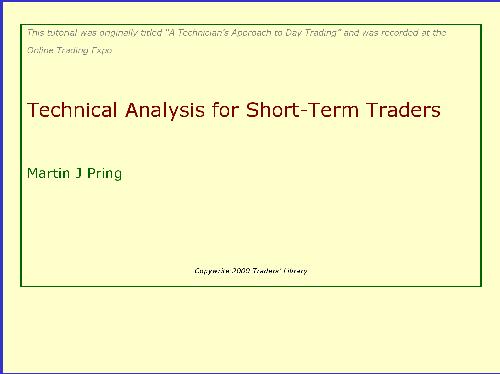 This tutorial was originally titled "A Technician's Approach to Day Trading" and was recorded at the
Online Trading Expo
Technical Analysis for Short-Term Traders
Martin J Pring
Copywrite 2000 Traders' Library